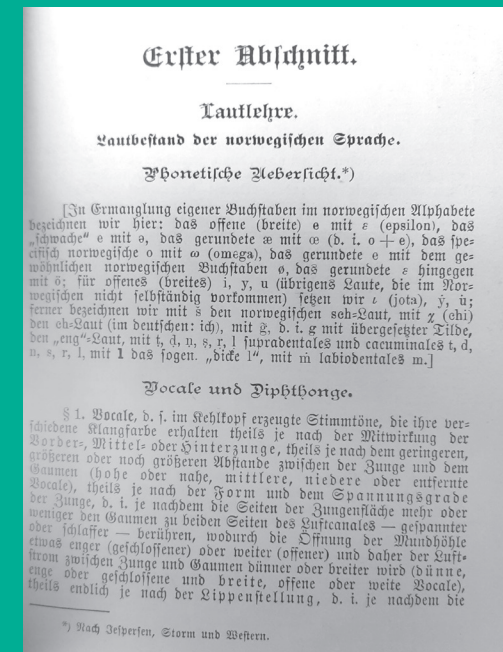 Erster Abschnitt.
Lautlehre.
Lautbestand der norwegischen Sprache.
Phonetische Uebersicht.*)
[In Ermanglung eigener Buchstaben im norwegischen Alphabete
bezeichnen wir hier: das offene (breite) e mit ε (epsilon), das
„schwache“ e mit ə, das gerundete æ mit œ (d. i. o + e), das spe-
cifisch norwegische o mit ω (omega), das gerundete e mit dem ge-
wöhnlichen norwegischen Buchstaben ø, das gerundete ε hingegen
mit ö; für offenes (breites) i, y, u (übrigens Laute, die im Nor-
wegischen nicht selbständig vorkommen) setzen wir ι (jota), ẏ, u̇;
ferner bezeichnen wir mit š den norwegischen sch-Laut, mit χ (chi)
den ch-Laut (im deutschen: ich), mit g̃, d. i. g mit übergesetzter Tilde,
den „eng“-Laut, mit ṭ, ḍ, ṇ, ṣ, ṛ, ḷ supradentales und cacuminales t, d,
n, s, r, l, mit l das sogen. „dicke l“, mit ṁ labiodentales m.]
Vocale und Diphthonge.
§ 1. Vocale, d. s. im Kehlkopf erzeugte Stimmtöne, die ihre ver-
schiedene Klangfarbe erhalten theils je nach der Mitwirkung der
Vorder-, Mittel- oder Hinterzunge, theils je nach dem geringeren,
größeren oder noch größeren Abstande zwischen der Zunge und dem
Gaumen (hohe oder nahe, mittlere, niedere oder entfernte
Vocale), theils je nach der Form und dem Spannungsgrade
der Zunge, d. i. je nachdem die Seiten der Zungenfläche mehr oder
weniger den Gaumen zu beiden Seiten des Luftcanales — gespannter
oder schlaffer — berühren, wodurch die Öffnung der Mundhöhle
etwas enger (geschlossener) oder weiter (offener) und daher der Luft-
strom zwischen Zunge und Gaumen dünner oder breiter wird (dünne,
enge oder geschlossene und breite, offene oder weite Vocale),
theils endlich je nach der Lippenstellung, d. i. je nachdem die
*) Nach Jespersen, Storm und Western.